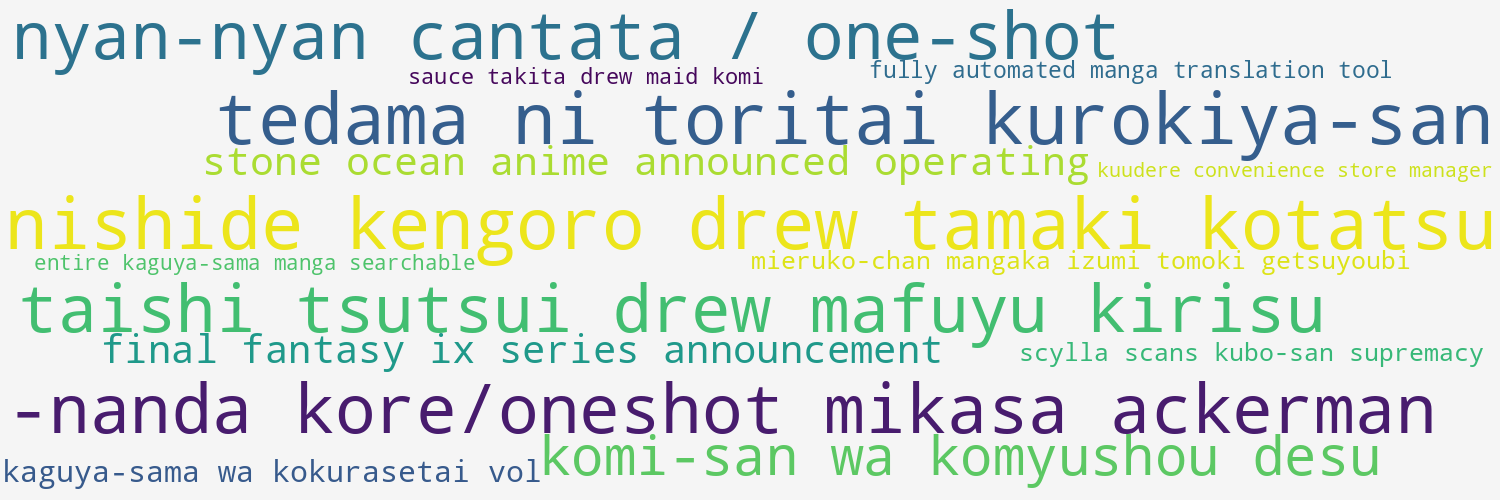 nyan-nyan cantata / one-shot
sauce takita drew maid komi
fully automated manga translation tool
tedama ni toritai kurokiya-san
stone ocean anime announced operating
kuudere convenience store manager
nishide kengoro drew tamaki kotatsu
entire kaguya-sama manga searchable
mieruko-chan mangaka izumi tomoki getsuyoubi
taishi tsutsui drew mafuyu kirisu
final fantasy ix series announcement
scylla scans kubo-san supremacy
-nanda kore/oneshot mikasa ackerman
komi-san wa komyushou desu
kaguya-sama wa kokurasetai vol